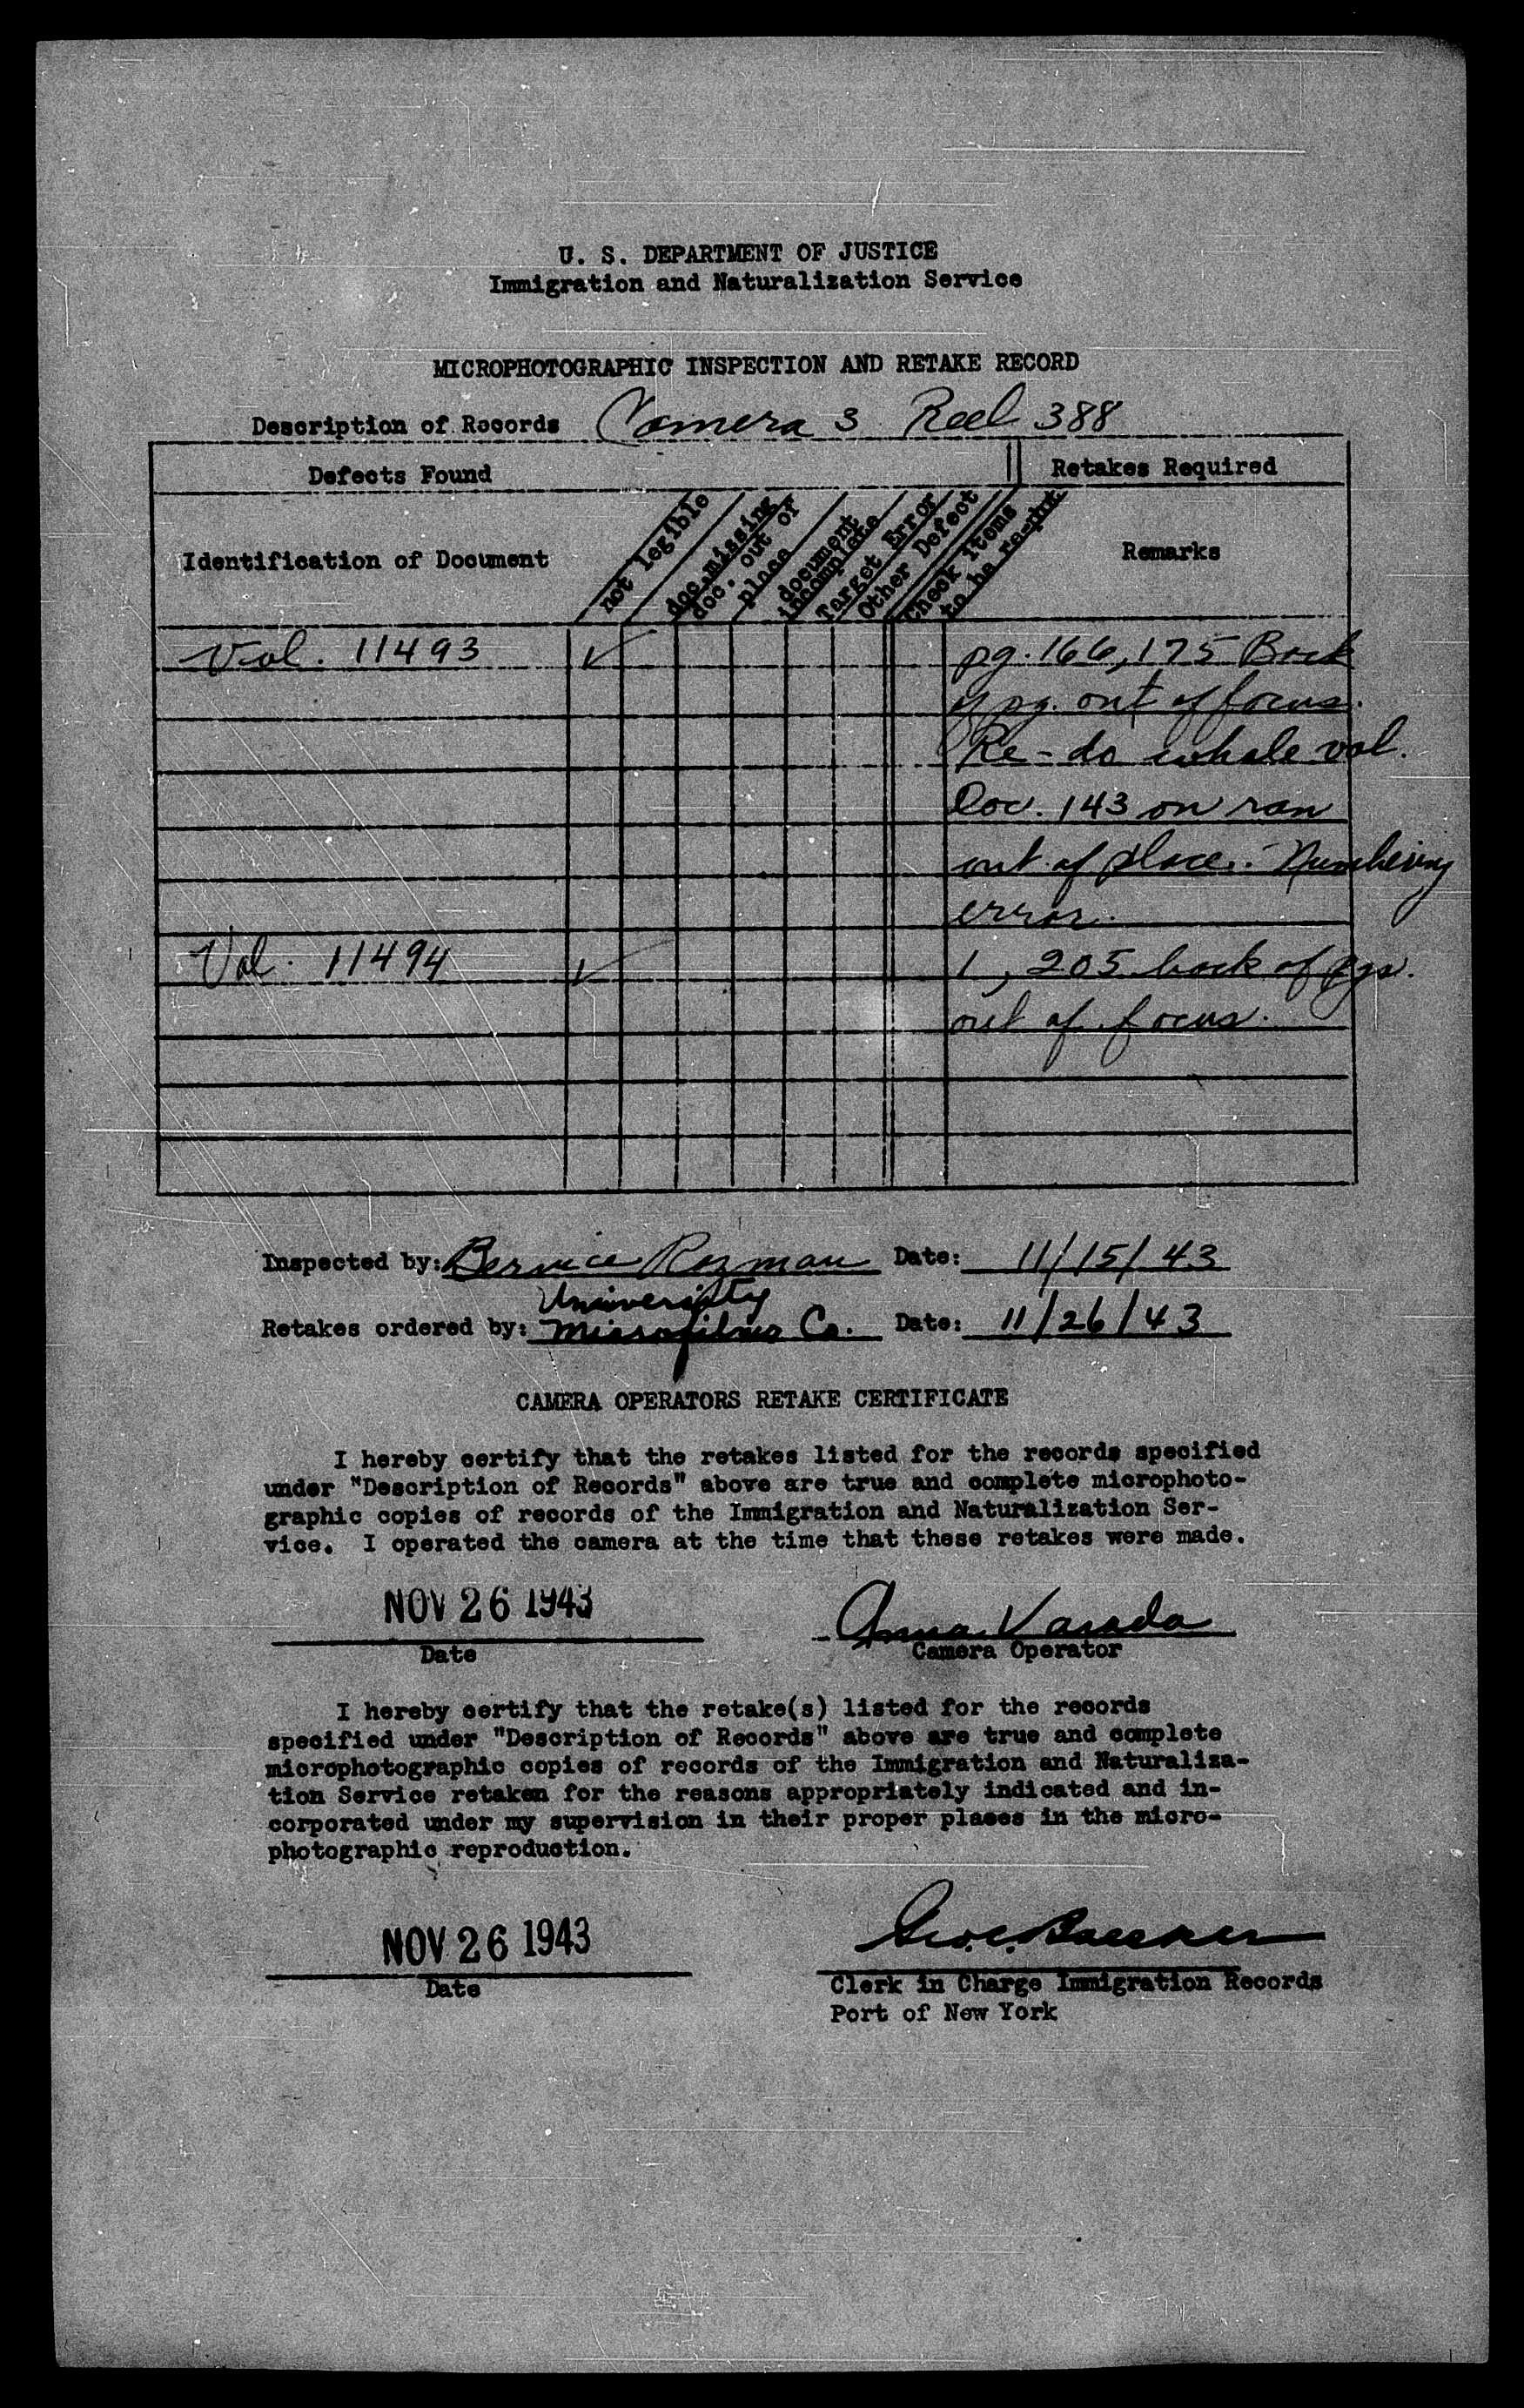 U. S. DEPARTMENT OF JUSTICE
Immigration and Naturalization Service
MICROPHOTOGRAPHIC INSPECTION AND RETAKE RECORD
Description of Records Camera 3 Reel 388
Defects Found
Retakes Required
Identification of Document
not legible
doc. missing
doc. out of
place
document
incomplete
Target Error
Other Defect
Check items
to be re-pht
Remarks
Vol. 11493 ✓ pg. 166, 175 Back
of pg. out of focus.
Re-do whale vol.
Doc. 143 on ran
out of place. Numbering
error.
Vol. 11494 ✓ 1, 205 back of pgs.
out of focus.
Inspected by: Bernice Rozman Date: 11/15/43
University
Retakes ordered by: Microfilms Co. Date: 11/26/43
CAMERA OPERATORS RETAKE CERTIFICATE
I hereby certify that the retakes listed for the records specified
under "Description of Records" above are true and complete microphoto-
graphic copies of records of the Immigration and Naturalization Ser-
vice. I operated the camera at the time that these retakes were made.
NOV 26 1943 Anna Varada
Date Camera Operator
I hereby certify that the retake(s) listed for the records
specified under "Description of Records" above are true and complete
microphotographic copies of records of the Immigration and Naturaliza-
tion Service retaken for the reasons appropriately indicated and in-
corporated under my supervision in their proper places in the micro-
photographic reproduction.
NOV 26 1943
Date
Clerk in Charge Immigration Records
Port of New York